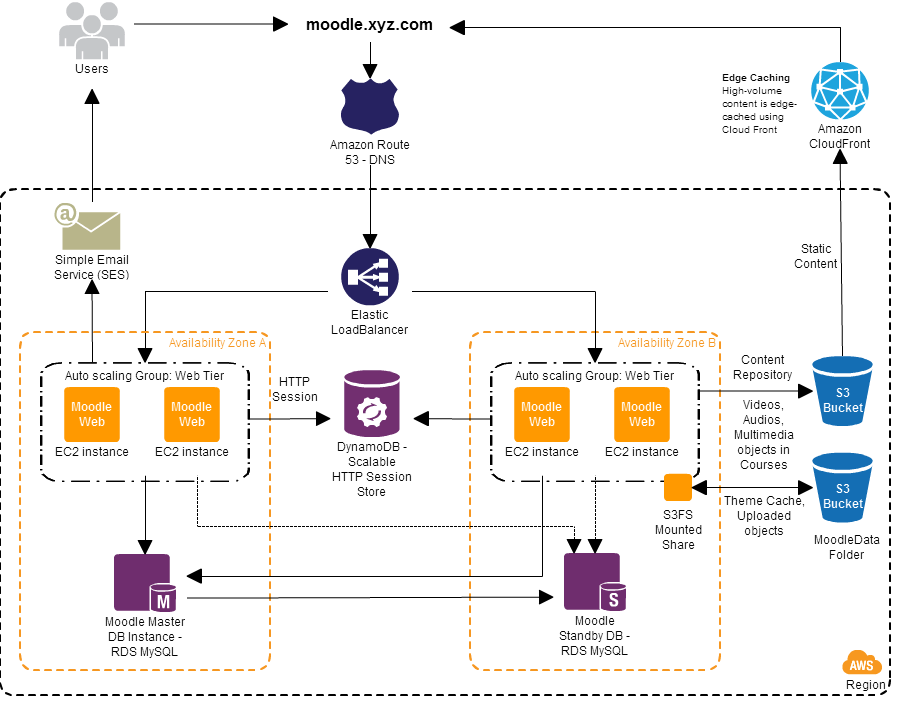 moodle.xyz.com
Users
Edge Caching
High-volume
content is edge-
cached using
Cloud Front
Amazon
CloudFront
Amazon Route
53 - DNS
@
Simple Email
Service (SES)
Static
Content
Elastic
LoadBalancer
Availability Zone A
Availability Zone B
Auto scaling Group: Web Tier
Moodle
Web
EC2 instance
Moodle
Web
EC2 instance
HTTP
Session
DynamoDB -
Scalable
HTTP Session
Store
Auto scaling Group: Web Tier
Moodle
Web
EC2 instance
Moodle
Web
EC2 instance
Content
Repository
Videos,
Audios,
Multimedia
objects in
Courses
S3
Bucket
S3FS
Mounted
Share
Theme Cache,
Uploaded
objects
S3
Bucket
MoodleData
Folder
M
Moodle Master
DB Instance -
RDS MySQL
S
Moodle
Standby DB -
RDS MySQL
AWS
Region